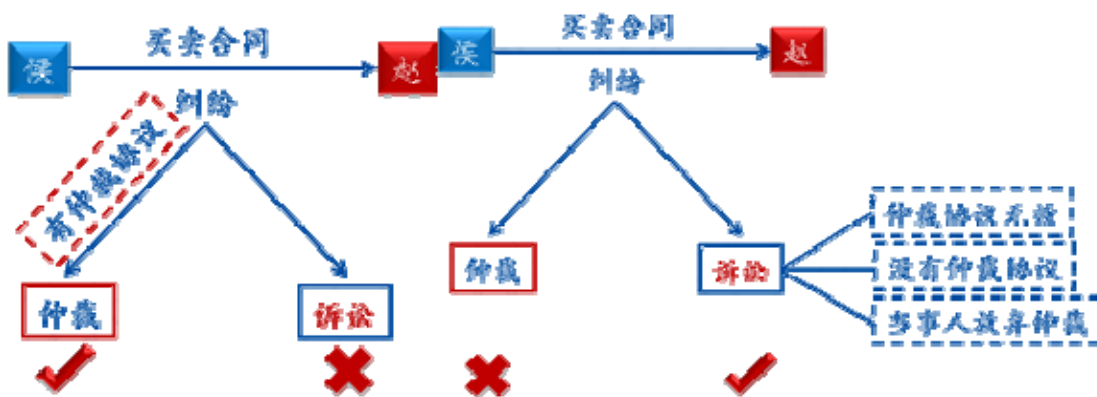 买卖合同
侯
赵
纠纷
有仲裁协议
仲裁
诉讼
买卖合同
侯
赵
纠纷
仲裁
诉讼
仲裁协议无效
没有仲裁协议
当事人放弃仲裁